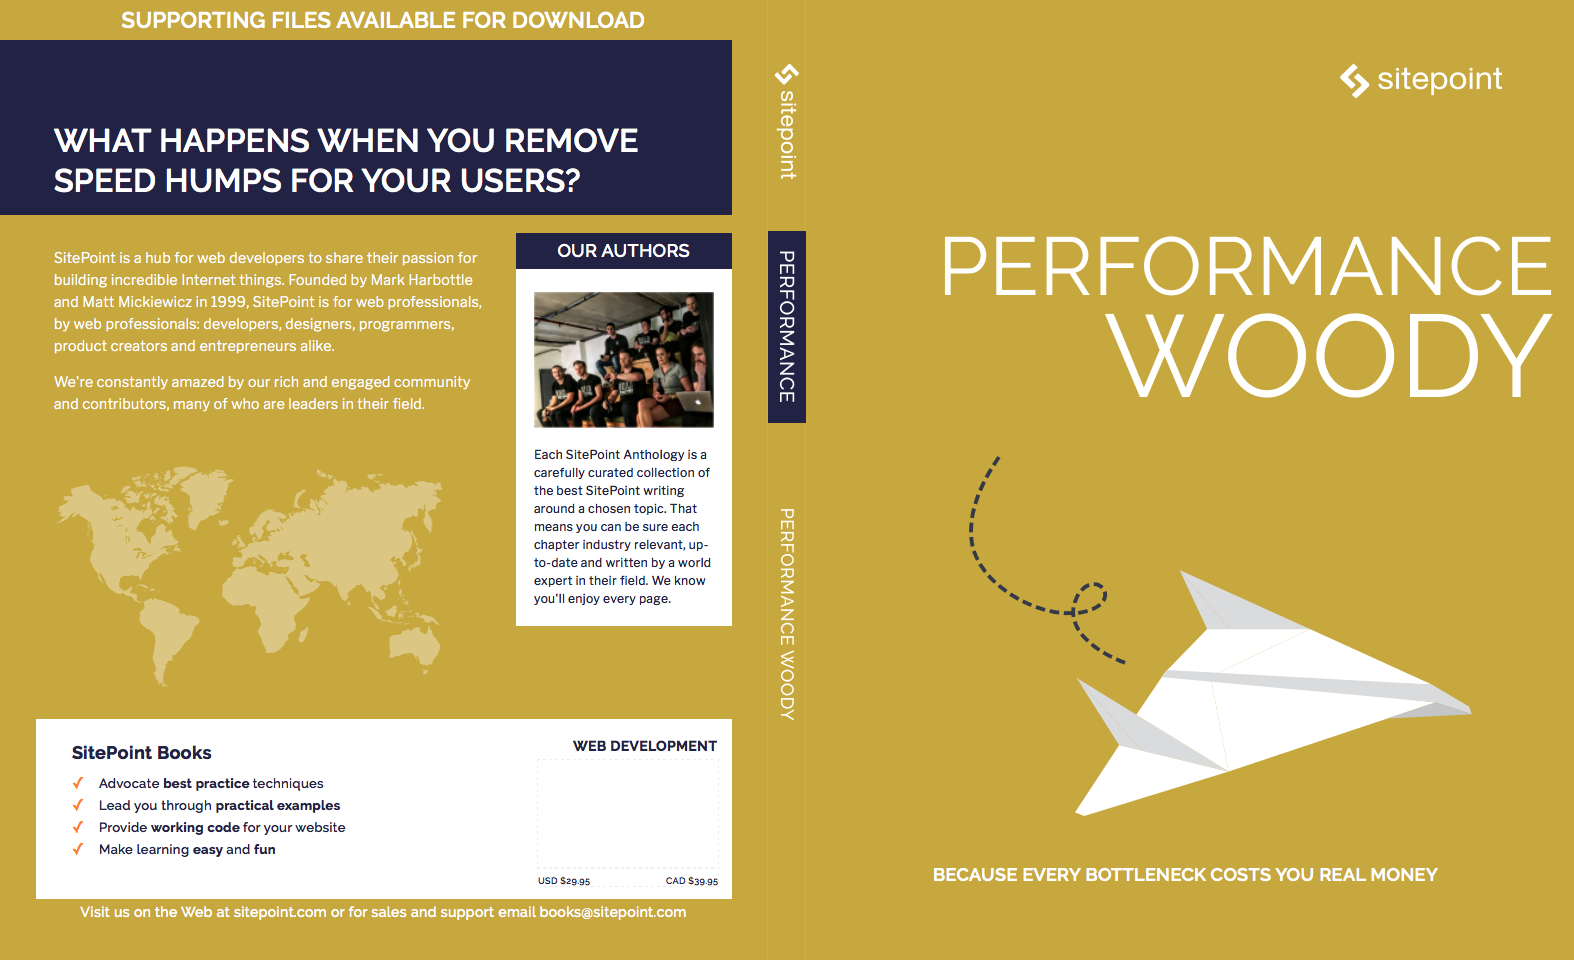 SUPPORTING FILES AVAILABLE FOR DOWNLOAD
WHAT HAPPENS WHEN YOU REMOVE
SPEED HUMPS FOR YOUR USERS?
SitePoint is a hub for web developers to share their passion for
building incredible Internet things. Founded by Mark Harbottle
and Matt Mickiewicz in 1999, SitePoint is for web professionals,
by web professionals: developers, designers, programmers,
product creators and entrepreneurs alike.
We're constantly amazed by our rich and engaged community
and contributors, many of who are leaders in their field.
OUR AUTHORS
Each SitePoint Anthology is a
carefully curated collection of
the best SitePoint writing
around a chosen topic. That
means you can be sure each
chapter industry relevant, up-
to-date and written by a world
expert in their field. We know
you'll enjoy every page.
SitePoint Books
Advocate best practice techniques
Lead you through practical examples
Provide working code for your website
Make learning easy and fun
WEB DEVELOPMENT
USD $29.95
CAD $39.95
Visit us on the Web at sitepoint.com or for sales and support email books@sitepoint.com
sitepoint
PERFORMANCE
PERFORMANCE WOODY
sitepoint
PERFORMANCE
WOODY
BECAUSE EVERY BOTTLENECK COSTS YOU REAL MONEY